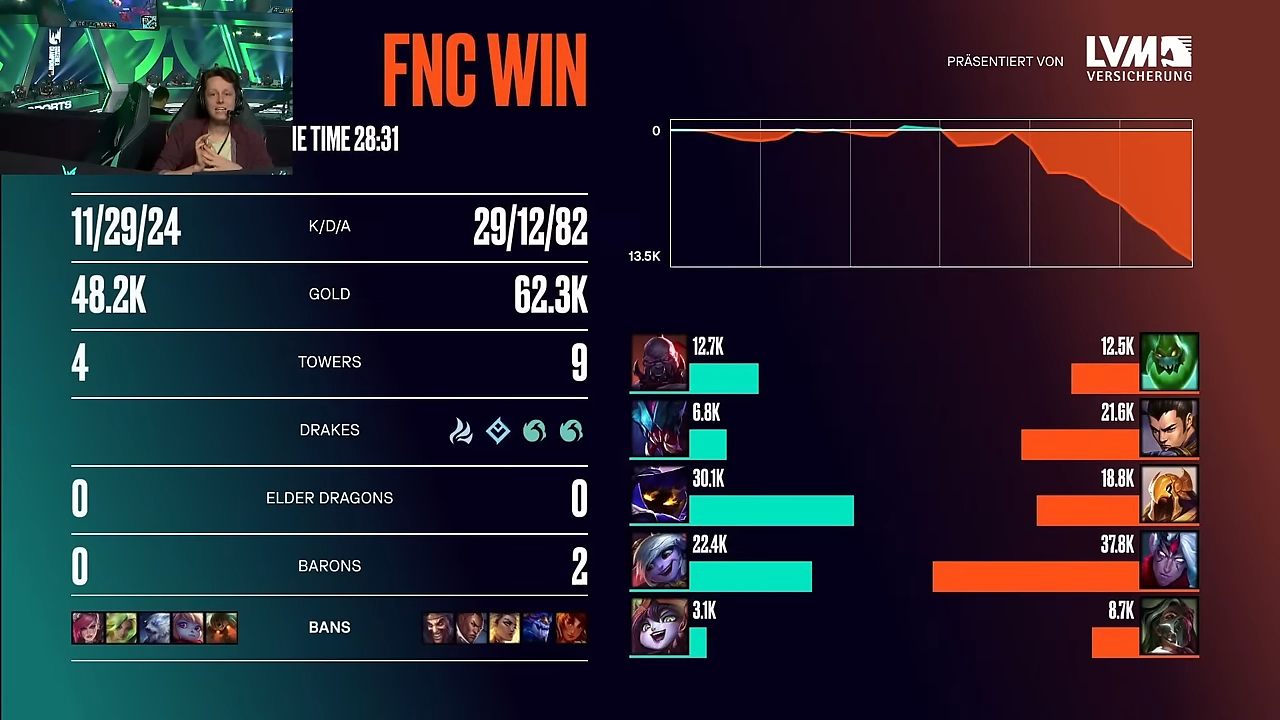 FNC WIN
IE TIME 28:31
PRÄSENTIERT VON
LVM
VERSICHERUNG
11/29/24 K/D/A 29/12/82
48.2K GOLD 62.3K
4 TOWERS 9
DRAKES
0 ELDER DRAGONS 0
0 BARONS 2
BANS
0
13.5K
12.7K 12.5K
6.8K 21.6K
30.1K 18.8K
22.4K 37.8K
3.1K 8.7K